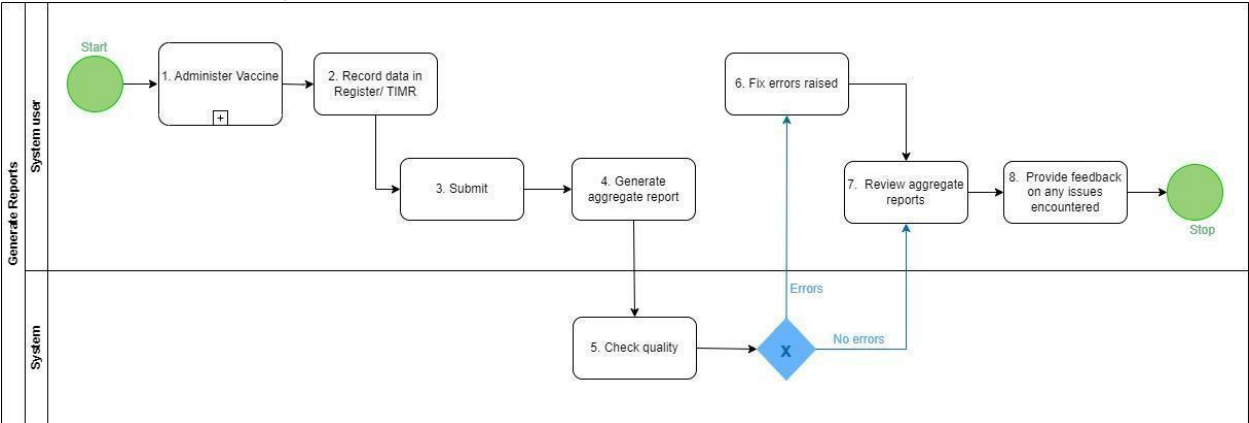 Generate Reports
System user
Start
1. Administer Vaccine
+
2. Record data in
Register/ TIMR
3. Submit
4. Generate
aggregate report
6. Fix errors raised
7. Review aggregate
reports
8. Provide feedback
on any issues
encountered
Stop
System
5. Check quality
X
Errors
No errors